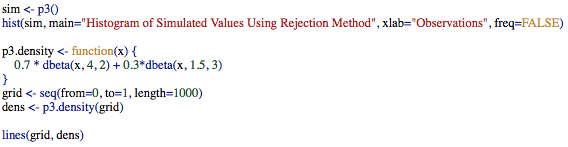 sim <- p3()
hist(sim, main="Histogram of Simulated Values Using Rejection Method", xlab="Observations", freq=FALSE)
p3.density <- function(x) {
0.7 * dbeta(x, 4, 2) + 0.3*dbeta(x, 1.5, 3)
}
grid <- seq(from=0, to=1, length=1000)
dens <- p3.density(grid)
lines(grid, dens)